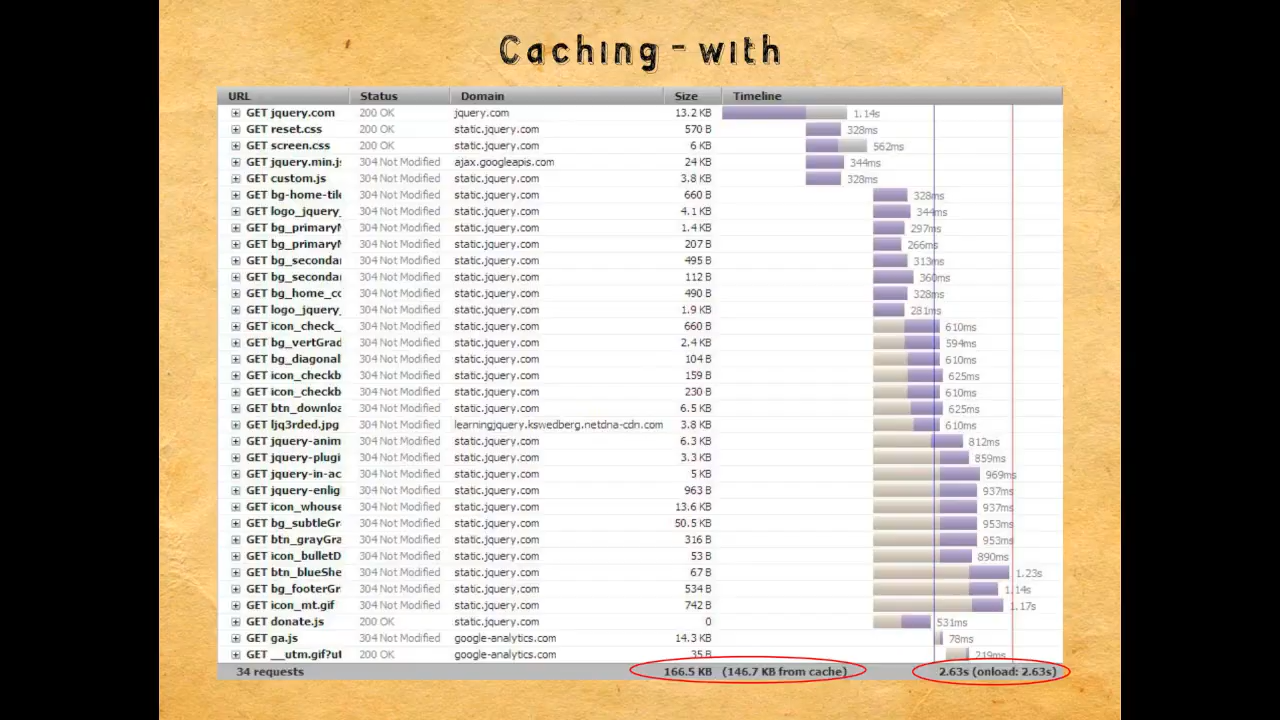 Caching - with
URL Status Domain Size Timeline
GET jquery.com 200 OK jquery.com 13.2 KB 1.14s
GET reset.css 200 OK static.jquery.com 570 B 328ms
GET screen.css 200 OK static.jquery.com 6 KB 562ms
GET jquery.min.js 304 Not Modified ajax.googleapis.com 24 KB 344ms
GET custom.js 304 Not Modified static.jquery.com 3.8 KB 328ms
GET bg-home-tile 304 Not Modified static.jquery.com 660 B 328ms
GET logo_jquery_ 304 Not Modified static.jquery.com 4.1 KB 344ms
GET bg_primaryN 304 Not Modified static.jquery.com 1.4 KB 297ms
GET bg_primaryN 304 Not Modified static.jquery.com 207 B 266ms
GET bg_secondar 304 Not Modified static.jquery.com 495 B 313ms
GET bg_secondar 304 Not Modified static.jquery.com 112 B 360ms
GET bg_home_cc 304 Not Modified static.jquery.com 490 B 328ms
GET logo_jquery_ 304 Not Modified static.jquery.com 1.9 KB 281ms
GET icon_check_ 304 Not Modified static.jquery.com 660 B 610ms
GET bg_vertGrad 304 Not Modified static.jquery.com 2.4 KB 594ms
GET bg_diagonal 304 Not Modified static.jquery.com 104 B 610ms
GET icon_checkb 304 Not Modified static.jquery.com 159 B 625ms
GET icon_checkb 304 Not Modified static.jquery.com 230 B 610ms
GET btn_downloa 304 Not Modified static.jquery.com 6.5 KB 625ms
GET ljq3rded.jpg 304 Not Modified learningjquery.kswedberg.netdna-cdn.com 3.8 KB 610ms
GET jquery-anim 304 Not Modified static.jquery.com 6.3 KB 812ms
GET jquery-plugi 304 Not Modified static.jquery.com 3.3 KB 859ms
GET jquery-in-ac 304 Not Modified static.jquery.com 5 KB 969ms
GET jquery-enlig 304 Not Modified static.jquery.com 963 B 937ms
GET icon_whouse 304 Not Modified static.jquery.com 13.6 KB 937ms
GET bg_subtleGr 304 Not Modified static.jquery.com 50.5 KB 953ms
GET btn_grayGra 304 Not Modified static.jquery.com 316 B 953ms
GET icon_bulletD 304 Not Modified static.jquery.com 53 B 890ms
GET btn_blueShe 304 Not Modified static.jquery.com 67 B 1.23s
GET bg_footerGr 304 Not Modified static.jquery.com 534 B 1.14s
GET icon_mt.gif 304 Not Modified static.jquery.com 742 B 1.17s
GET donate.js 304 Not Modified static.jquery.com 0 531ms
GET ga.js 304 Not Modified google-analytics.com 14.3 KB 78ms
GET __utm.gif?ut 200 OK google-analytics.com 35 B 219ms
34 requests 166.5 KB (146.7 KB from cache) 2.63s (onload: 2.63s)